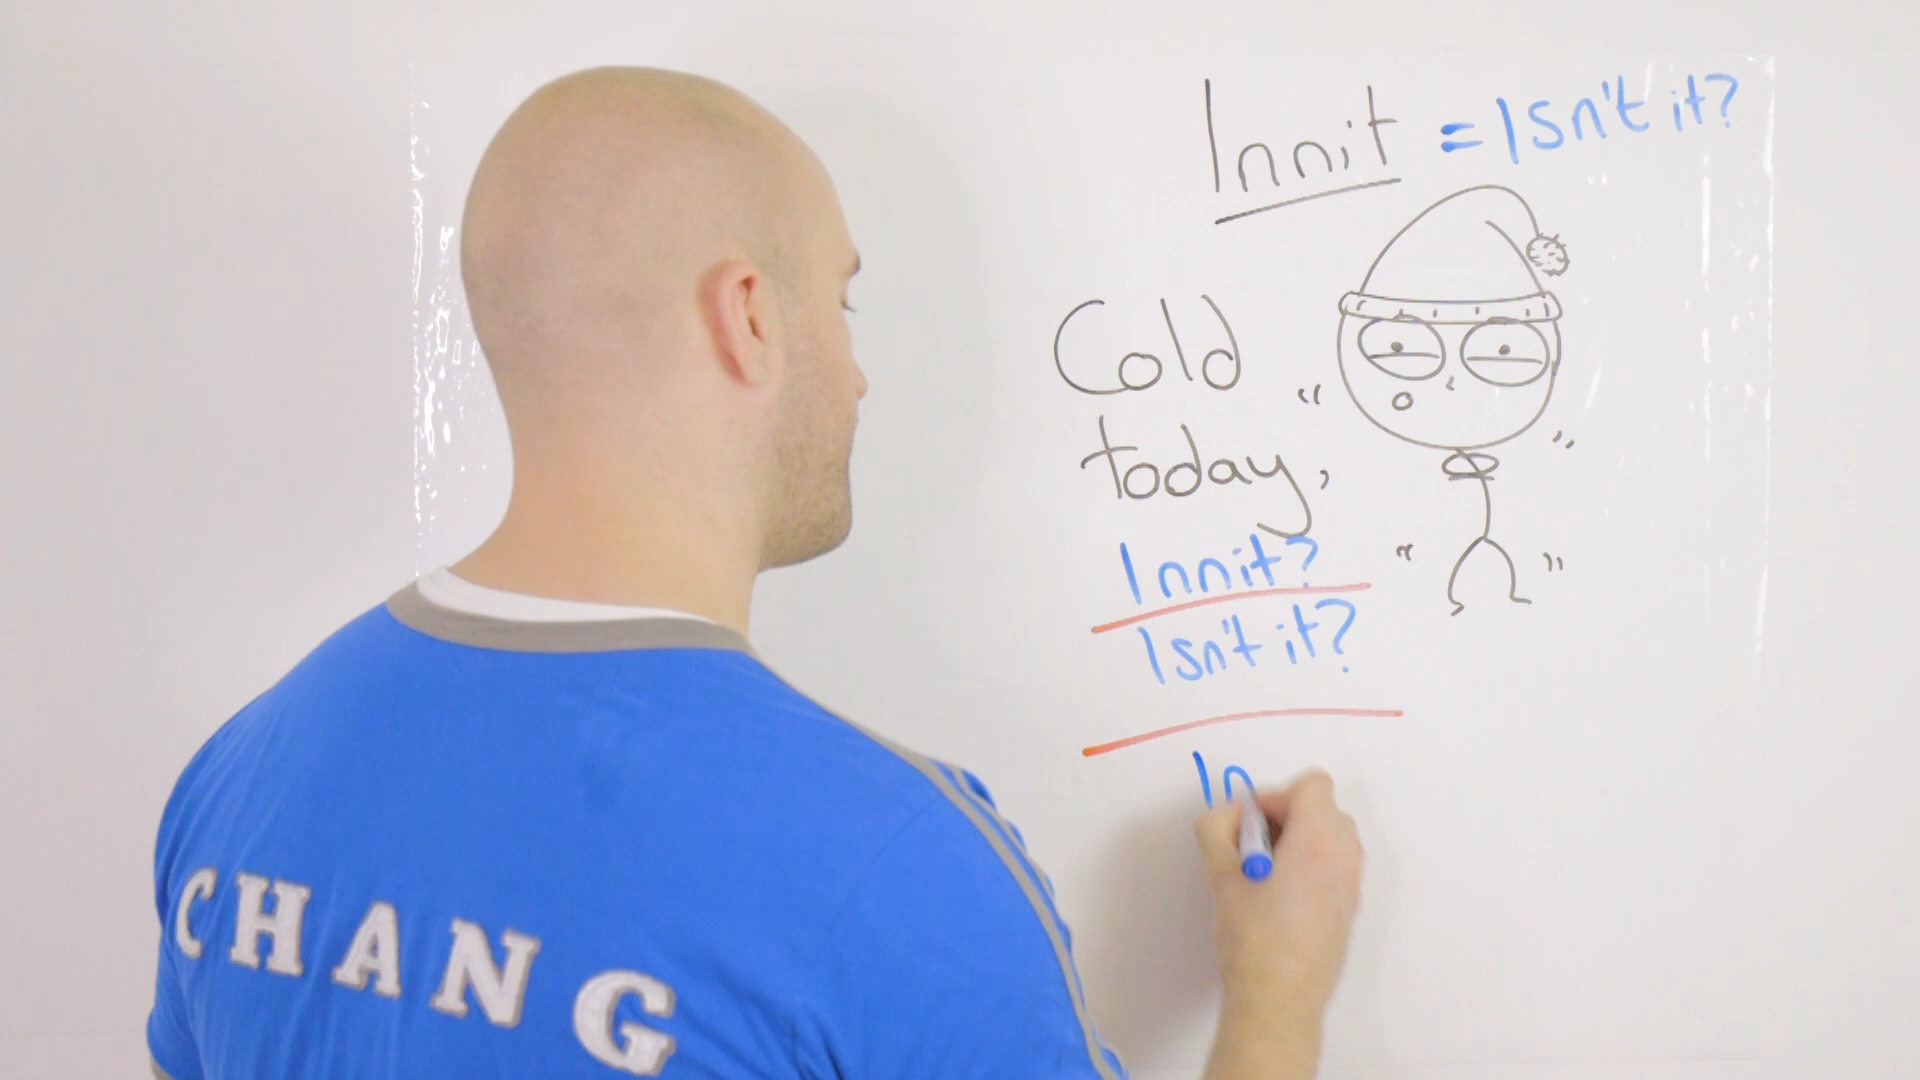 Innit = Isn't it?
Cold
today,
Innit?
Isn't it?
In
CHANG